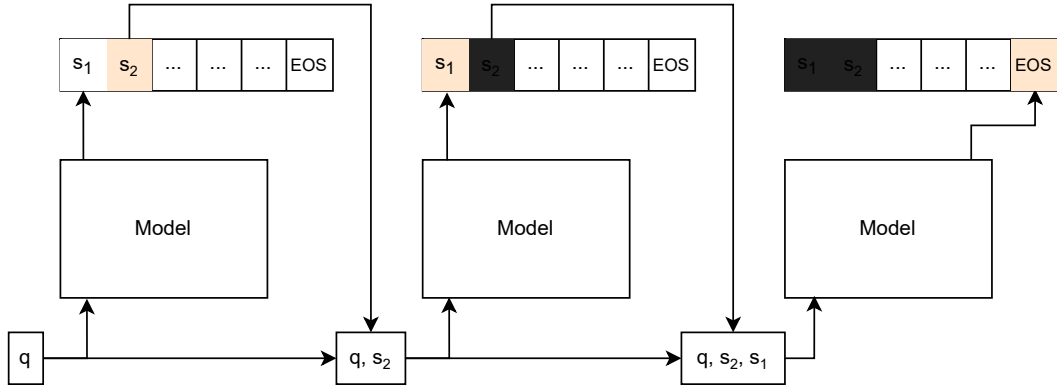 s₁ s₂ ... ... ... EOS
s₁ s₂ ... ... ... EOS
s₁ s₂ ... ... ... EOS
Model
Model
Model
q
q, s₂
q, s₂, s₁